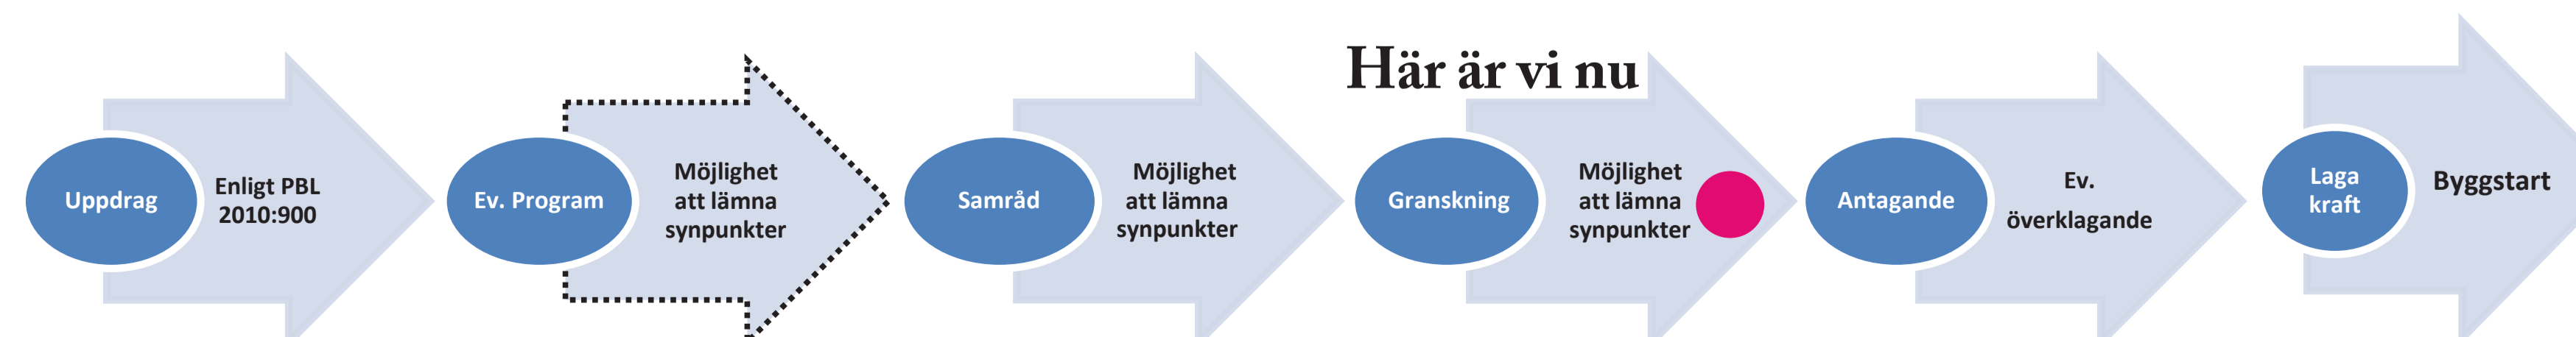 Här är vi nu
Uppdrag
Enligt PBL
2010:900
Ev. Program
Möjlighet
att lämna
synpunkter
Samråd
Möjlighet
att lämna
synpunkter
Granskning
Möjlighet
att lämna
synpunkter
Antagande
Ev.
överklagande
Laga
kraft
Byggstart